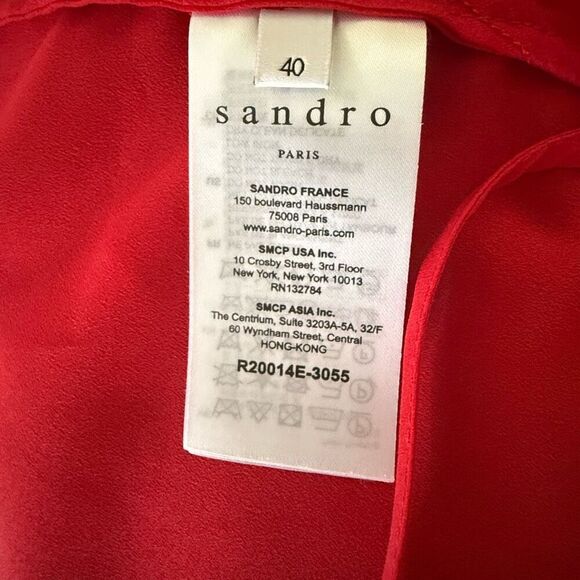 40
sandro
PARIS
SANDRO FRANCE
150 boulevard Haussmann
75008 Paris
www.sandro-paris.com
SMCP USA Inc.
10 Crosby Street, 3rd Floor
New York, New York 10013
RN132784
SMCP ASIA Inc.
The Centrium, Suite 3203A-5A, 32/F
60 Wyndham Street, Central
HONG-KONG
R20014E-3055